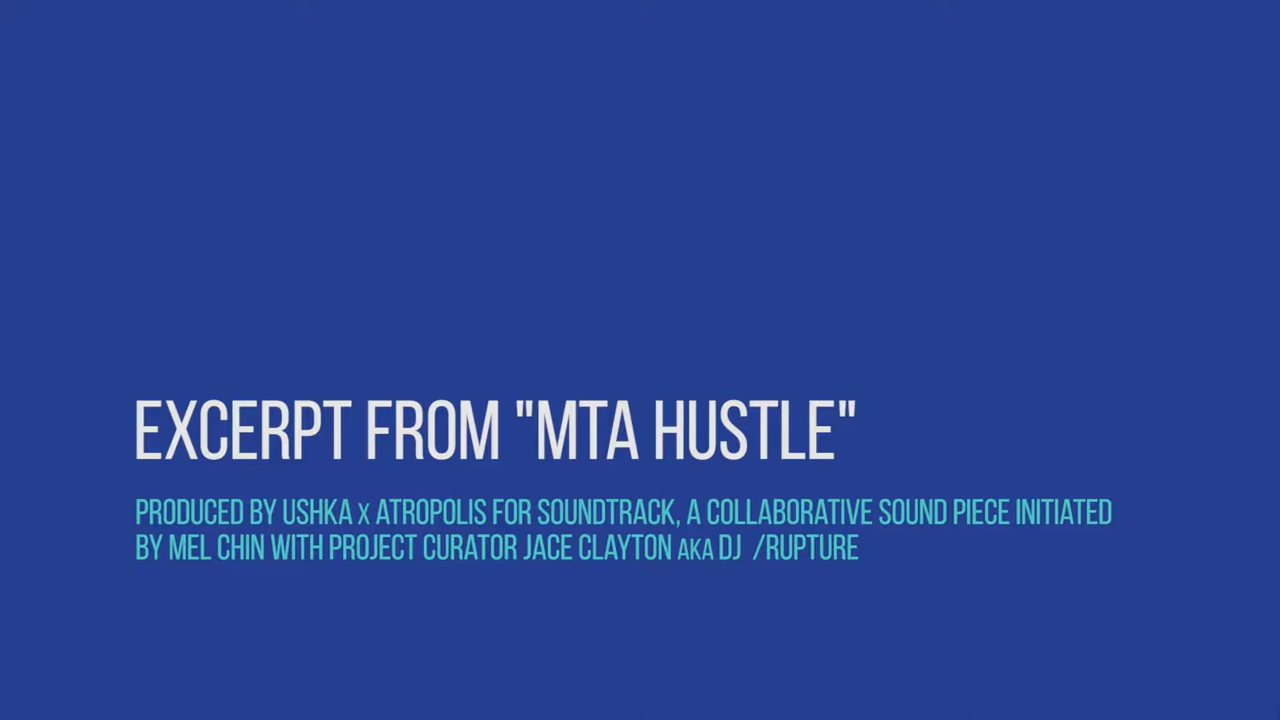 EXCERPT FROM "MTA HUSTLE"
PRODUCED BY USHKA x ATROPOLIS FOR SOUNDTRACK, A COLLABORATIVE SOUND PIECE INITIATED
BY MEL CHIN WITH PROJECT CURATOR JACE CLAYTON AKA DJ /RUPTURE